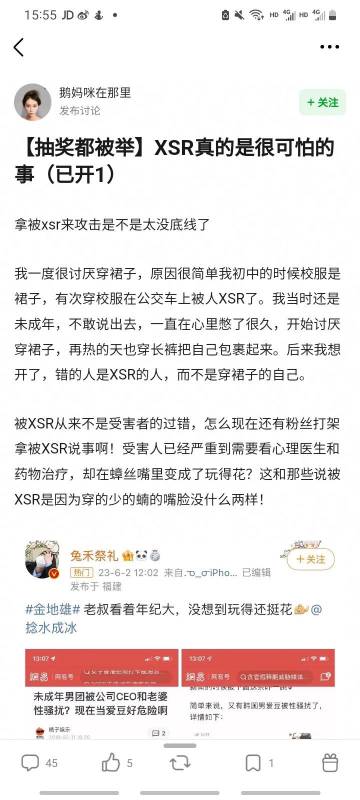 15:55 JD
HD 4G HD 4G
鹅妈咪在那里
发布讨论
+ 关注
【抽奖都被举】XSR真的是很可怕的
事（已开1）
拿被xsr来攻击是不是太没底线了
我一度很讨厌穿裙子，原因很简单我初中的时候校服是
裙子，有次穿校服在公交车上被人XSR了。我当时还是
未成年，不敢说出去，一直在心里憋了很久，开始讨厌
穿裙子，再热的天也穿长裤把自己包裹起来。后来我想
开了，错的人是XSR的人，而不是穿裙子的自己。
被XSR从来不是受害者的过错，怎么现在还有粉丝打架
拿被XSR说事啊！受害人已经严重到需要看心理医生和
药物治疗，却在蟑丝嘴里变成了玩得花？这和那些说被
XSR是因为穿的少的蝻的嘴脸没什么两样！
兔禾祭礼
+关注
热门 23-6-2 12:02 来自 iPho... 已编辑
发布于 福建
#金地雄# 老叔看着年纪大，没想到玩得还挺花 @
捻水成冰
13:07
13:07
网易 网易号
网易 网易号
未成年男团被公司CEO和老婆
性骚扰？现在当爱豆好危险啊
橘子娱乐
2
简单来说，又有韩国男爱豆被性骚扰了，
详情如下：
45
5
1